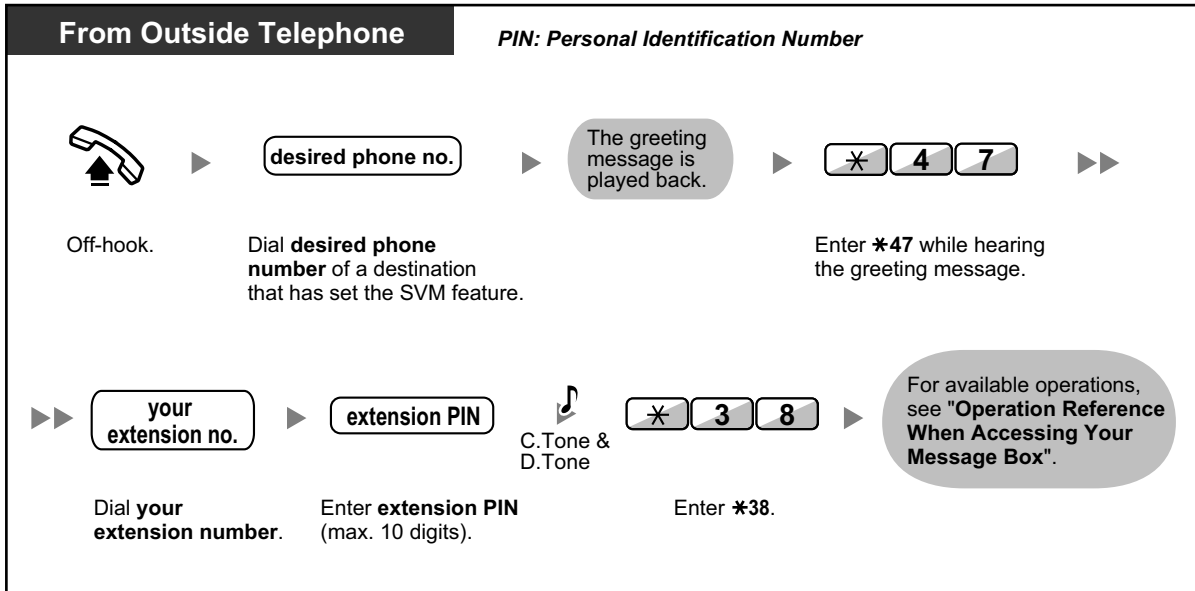 From Outside Telephone
PIN: Personal Identification Number
desired phone no.
The greeting
message is
played back.
* 4 7
Off-hook.
Dial desired phone
number of a destination
that has set the SVM feature.
Enter *47 while hearing
the greeting message.
your
extension no.
extension PIN
C.Tone &
D.Tone
* 3 8
For available operations,
see "Operation Reference
When Accessing Your
Message Box".
Dial your
extension number.
Enter extension PIN
(max. 10 digits).
Enter *38.